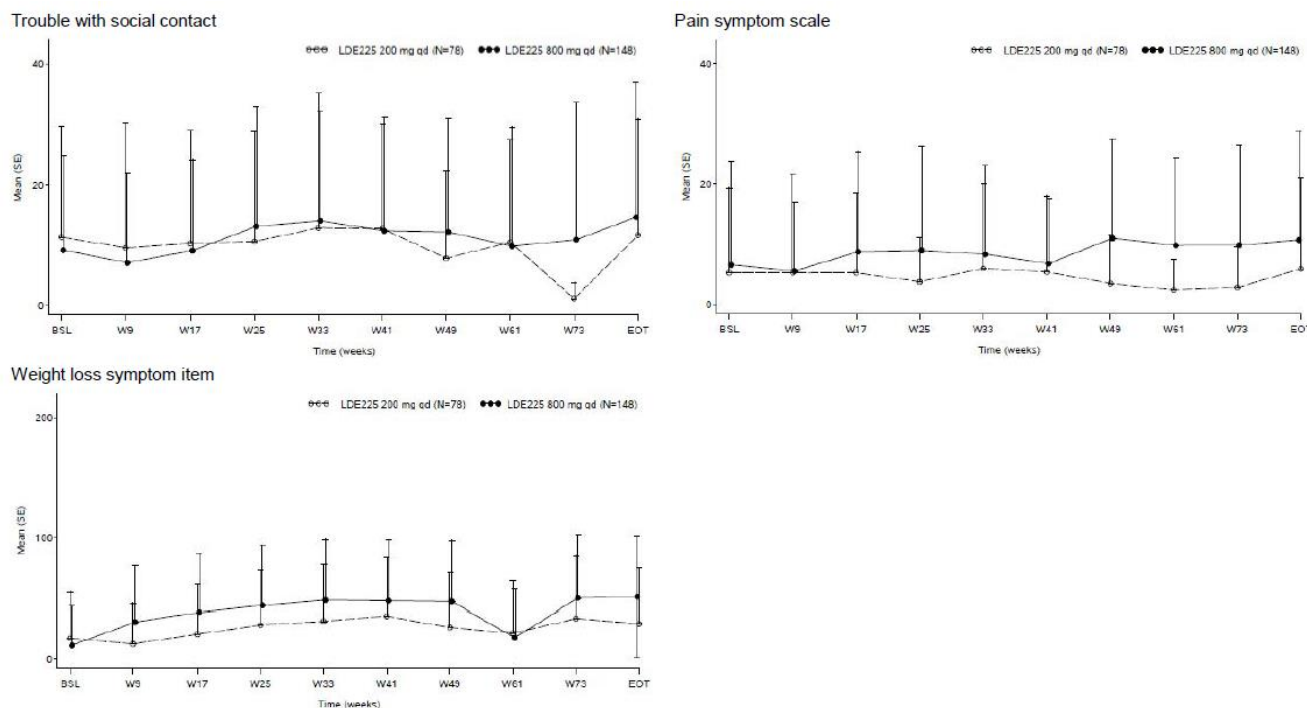 Trouble with social contact
LDE225 200 mg qd (N=78) LDE225 800 mg qd (N=148)
40
20
0
Mean (SE)
BSL W9 W17 W25 W33 W41 W49 W61 W73 EOT
Time (weeks)
Pain symptom scale
LDE225 200 mg qd (N=78) LDE225 800 mg qd (N=148)
40
20
0
Mean (SE)
BSL W9 W17 W25 W33 W41 W49 W61 W73 EOT
Time (weeks)
Weight loss symptom item
LDE225 200 mg qd (N=78) LDE225 800 mg qd (N=148)
200
100
0
Mean (SE)
BSL W9 W17 W25 W33 W41 W49 W61 W73 EOT
Time (weeks)